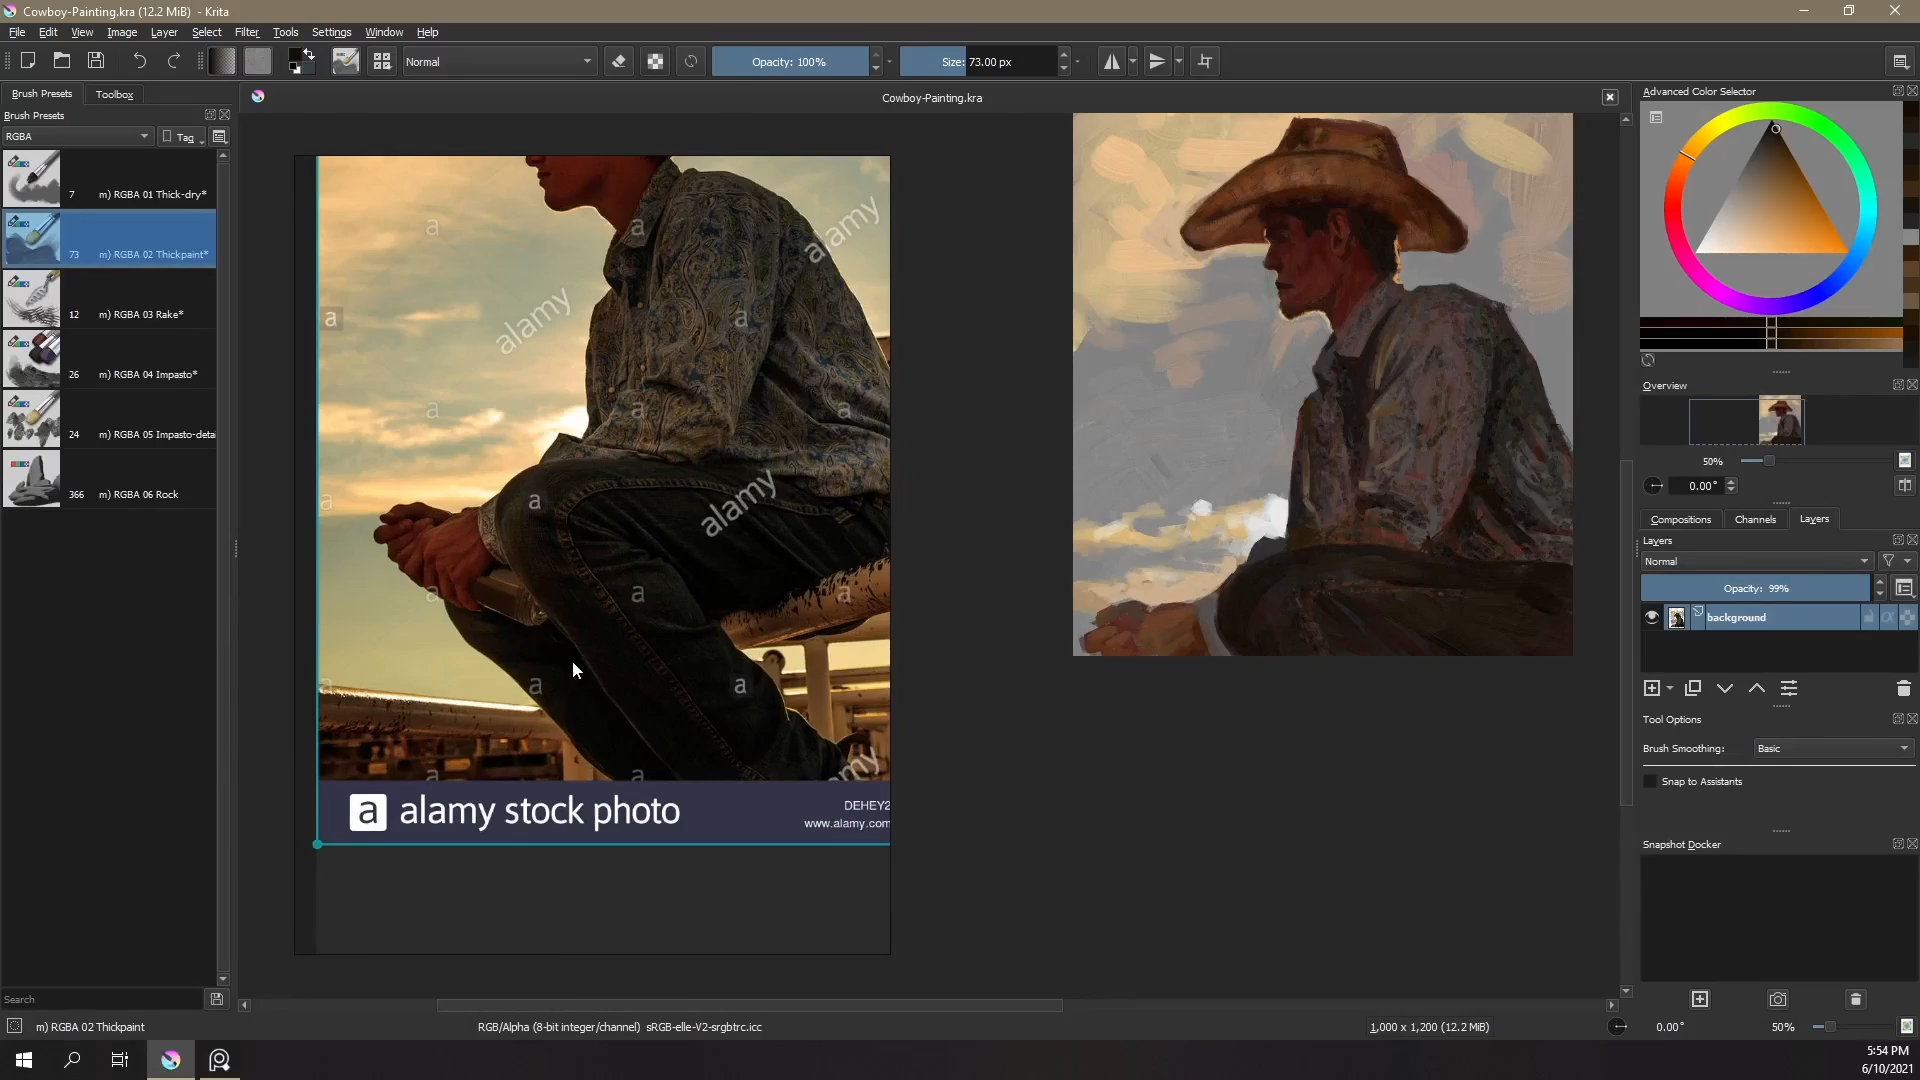 Cowboy-Painting.kra (12.2 MiB) - Krita
File Edit View Image Layer Select Filter Tools Settings Window Help
Normal
Opacity: 100%
Size: 73.00 px
Brush Presets Toolbox
Brush Presets
RGBA
Tag
7 m) RGBA 01 Thick-dry*
73 m) RGBA 02 Thickpaint*
12 m) RGBA 03 Rake*
26 m) RGBA 04 Impasto*
24 m) RGBA 05 Impasto-detai
366 m) RGBA 06 Rock
Search
m) RGBA 02 Thickpaint
Cowboy-Painting.kra
a
a
alamy
alamy
a
a
a
a
a
a
a
alamy
a
a
a
a
a
a
a
a
my
a alamy stock photo
DEHEY2
www.alamy.com
RGB/Alpha (8-bit integer/channel) sRGB-elle-V2-srgbtrc.icc
1,000 x 1,200 (12.2 MiB)
0.00°
50%
Advanced Color Selector
Overview
50%
0.00°
Compositions Channels Layers
Layers
Normal
Opacity: 99%
background
Tool Options
Brush Smoothing: Basic
Snap to Assistants
Snapshot Docker
5:54 PM
6/10/2021